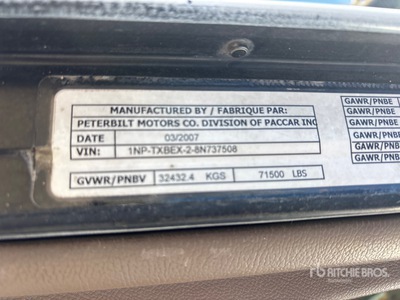 MANUFACTURED BY / FABRIQUE PAR:
PETERBILT MOTORS CO. DIVISION OF PACCAR INC
DATE 03/2007
VIN: 1NP-TXBEX-2-8N737508
GVWR/PNBV 32432.4 KGS 71500 LBS
GAWR/PNBE
GAWR/PNBE
GAWR/PNBE
GAWR/PNBE
GAWR/PNBE
rb Ritchie Bros.